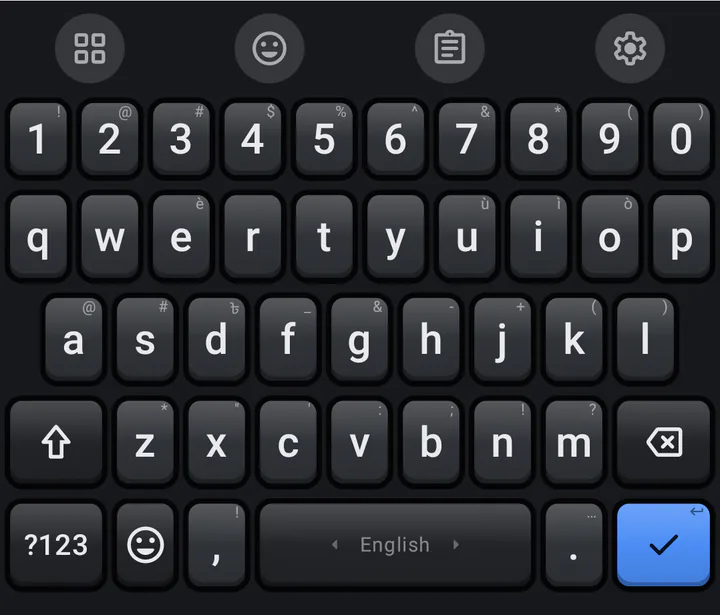 ! @ # $ % ^ & * ( )
1 2 3 4 5 6 7 8 9 0
è ù ì ò
q w e r t y u i o p
@ # _ & - + ( )
a s d f g h j k l
* " ' : ; ! ?
z x c v b n m
! …
?123 , English .